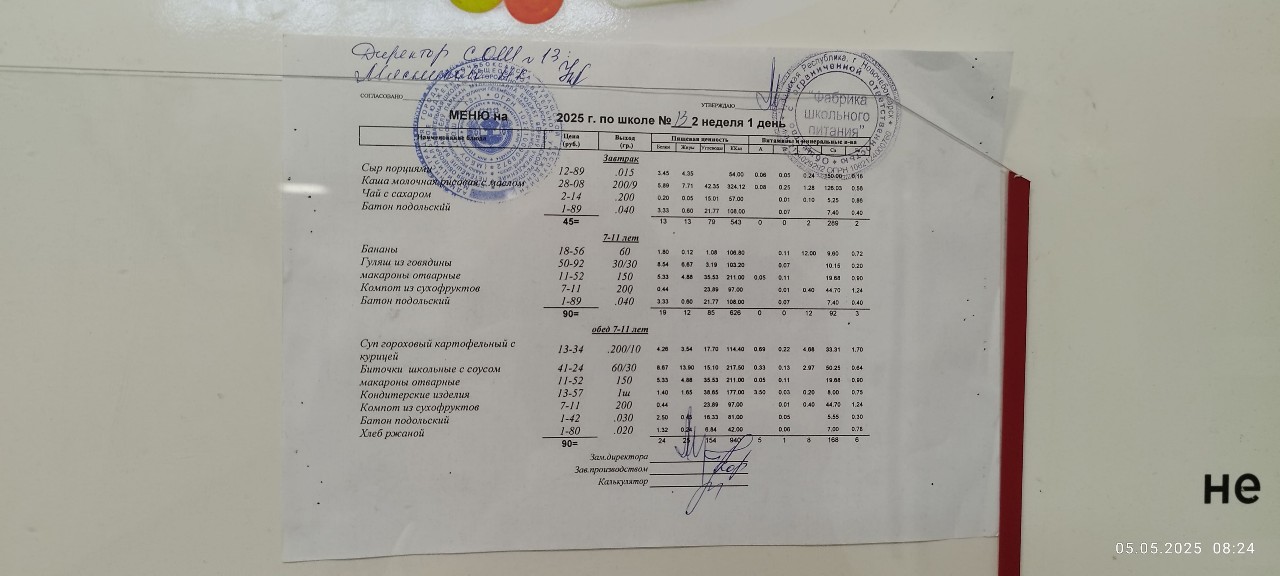 Директор СОШ № 13
СОГЛАСОВАНО
УТВЕРЖДАЮ
"Фабрика школьного питания"
МЕНЮ на 2025 г. по школе № 13 2 неделя 1 день
Наименование блюда Цена (руб.) Выход (гр.) Пищевая ценность Витамины и минеральные в-ва
Белки Жиры Углеводы ККал А Са
Завтрак
Сыр порциями 12-89 .015 3.45 4.35 54.00 0.06 0.05 0.24 150.00 0.16
Каша молочная рисовая с маслом 28-08 200/9 5.89 7.71 42.35 324.12 0.08 0.25 1.28 126.03 0.56
Чай с сахаром 2-14 .200 0.20 0.05 15.01 57.00 0.01 0.10 5.25 0.86
Батон подольский 1-89 .040 3.33 0.60 21.77 108.00 0.07 7.40 0.40
45= 13 13 79 543 0 0 2 289 2
7-11 лет
Бананы 18-56 60 1.80 0.12 1.08 106.80 0.11 12.00 9.60 0.72
Гуляш из говядины 50-92 30/30 8.54 6.67 3.19 103.20 0.07 10.15 0.20
макароны отварные 11-52 150 5.33 4.88 35.53 211.00 0.05 0.11 19.68 0.90
Компот из сухофруктов 7-11 200 0.44 23.89 97.00 0.01 0.40 44.70 1.24
Батон подольский 1-89 .040 3.33 0.60 21.77 108.00 0.07 7.40 0.40
90= 19 12 85 626 0 0 12 92 3
обед 7-11 лет
Суп гороховый картофельный с
курицей 13-34 .200/10 4.26 3.54 17.70 114.40 0.69 0.22 4.68 33.31 1.70
Биточки школьные с соусом 41-24 60/30 8.67 13.90 15.10 217.50 0.33 0.13 2.97 50.25 0.64
макароны отварные 11-52 150 5.33 4.88 35.53 211.00 0.05 0.11 19.68 0.90
Кондитерские изделия 13-57 1ш 1.40 1.65 38.65 177.00 3.50 0.03 0.20 8.00 0.75
Компот из сухофруктов 7-11 200 0.44 23.89 97.00 0.01 0.40 44.70 1.24
Батон подольский 1-42 .030 2.50 16.33 81.00 0.05 5.55 0.30
Хлеб ржаной 1-80 .020 1.32 6.84 42.00 0.06 7.00 0.78
90= 24 154 940 5 1 8 168 6
Зам.директора
Зав.производством
Калькулятор
не
05.05.2025 08:24